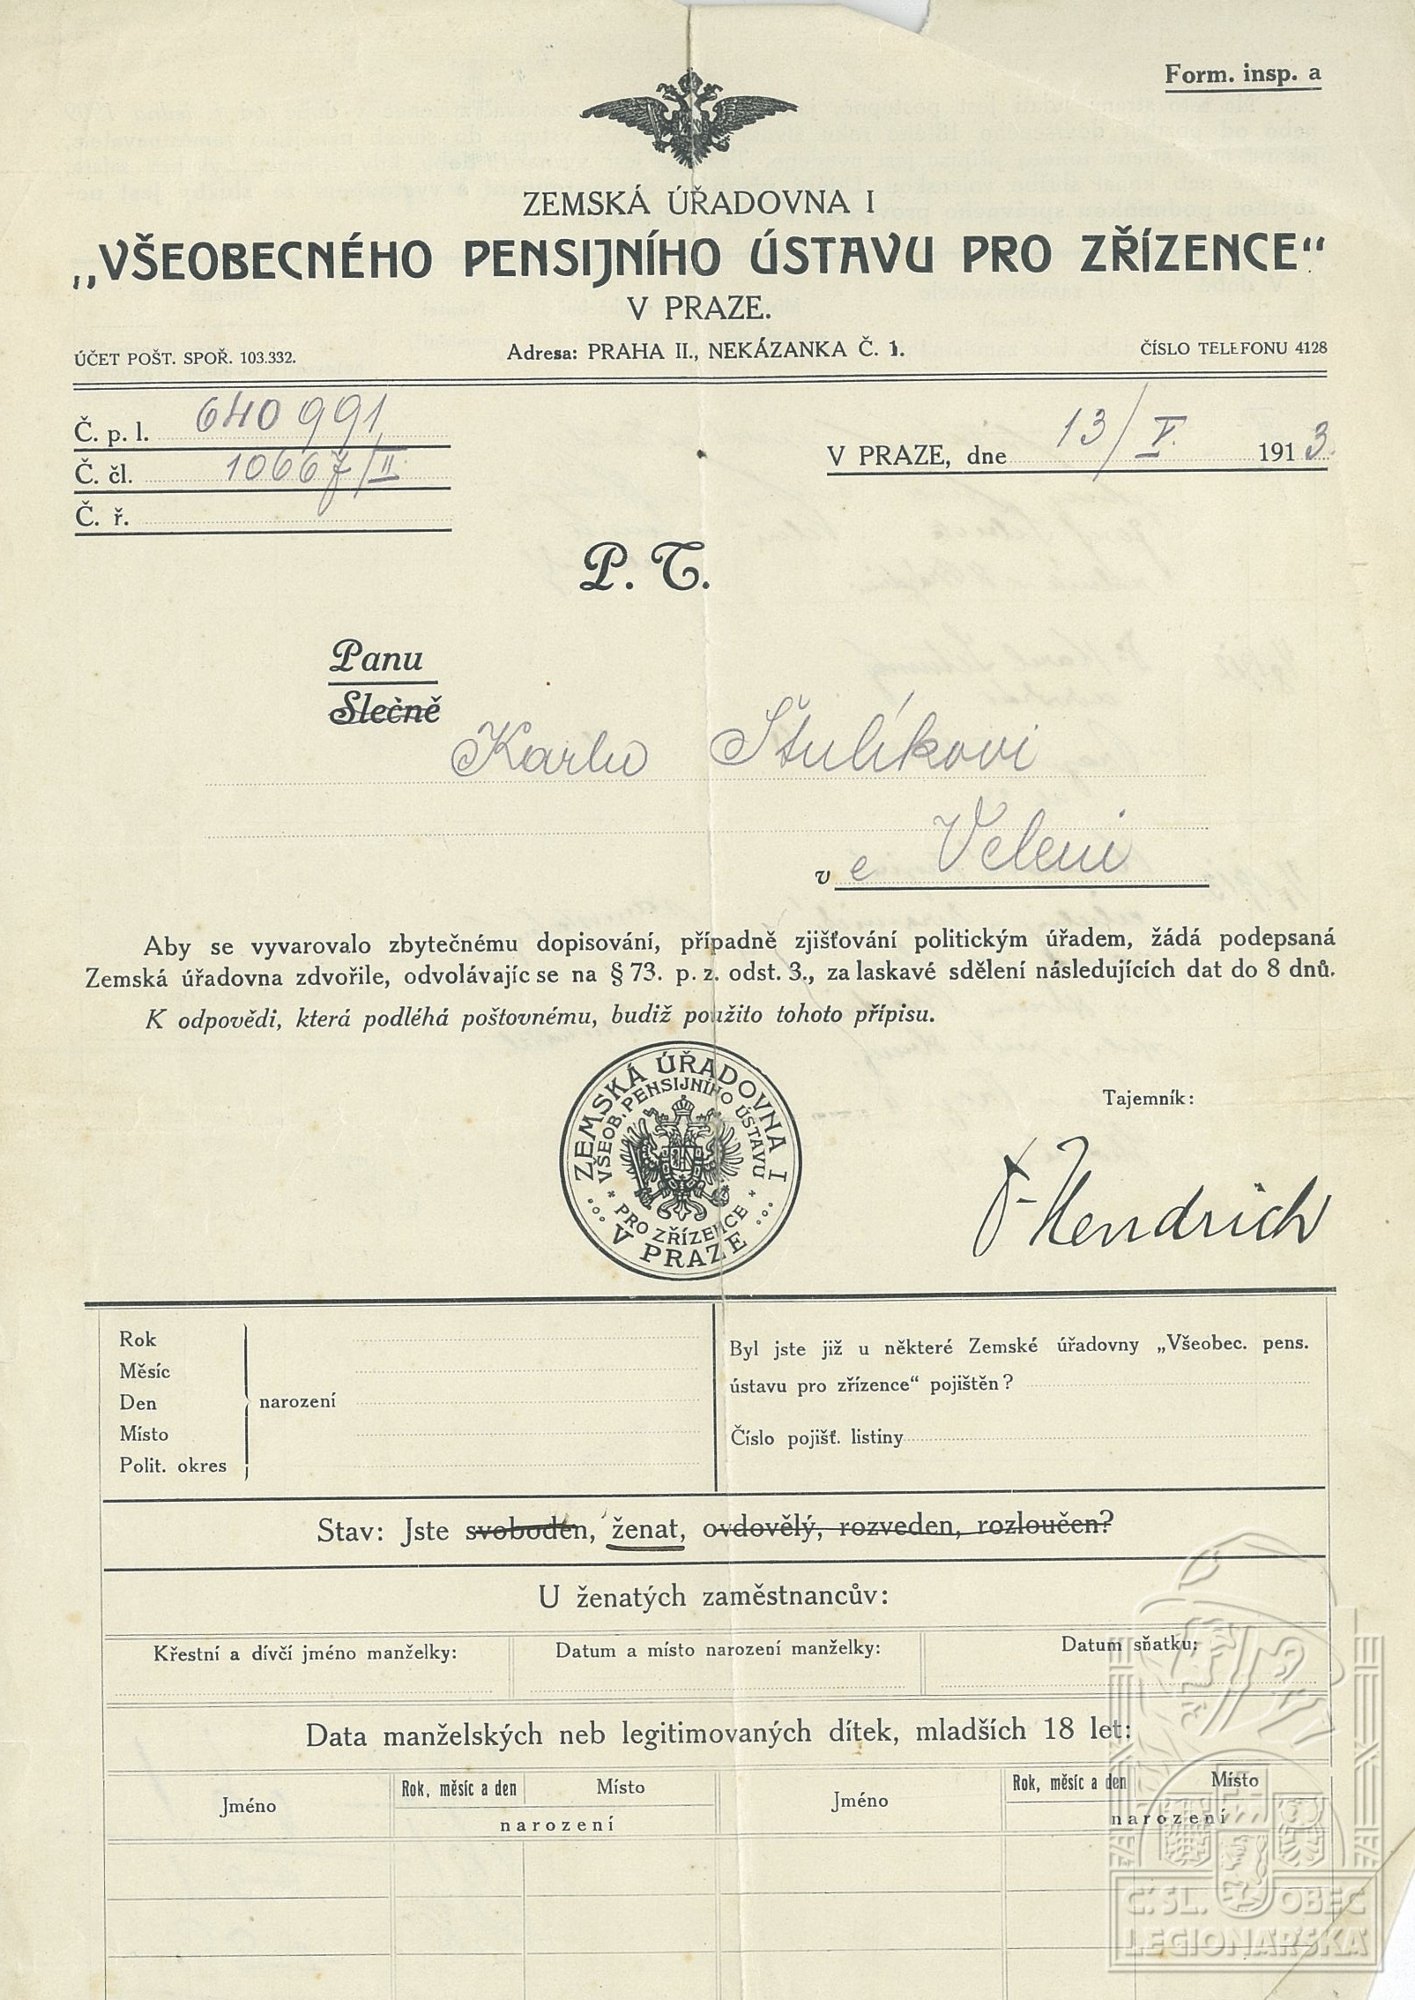 Form. insp. a
ZEMSKÁ ÚŘADOVNA I
„VŠEOBECNÉHO PENSIJNÍHO ÚSTAVU PRO ZŘÍZENCE“
V PRAZE.
ÚČET POŠT. SPOŘ. 103.332.
Adresa: PRAHA II., NEKÁZANKA Č. 1.
ČÍSLO TELEFONU 4128
Č. p. l. 640991
Č. čl. 10667/II
Č. ř.
V PRAZE, dne 13/V. 1913.
P. T.
Panu
Slečně
Karlu Štulíkovi
v e Veleni
Aby se vyvarovalo zbytečnému dopisování, případně zjišťování politickým úřadem, žádá podepsaná
Zemská úřadovna zdvořile, odvolávajíc se na § 73. p. z. odst. 3., za laskavé sdělení následujících dat do 8 dnů.
K odpovědi, která podléhá poštovnému, budiž použito tohoto přípisu.
ZEMSKÁ ÚŘADOVNA I
VŠEOB. PENSIJNÍHO ÚSTAVU
* PRO ZŘÍZENCE *
V PRAZE
Tajemník:
Hendrich
Rok
Měsíc
Den
Místo
Polit. okres
narození
Byl jste již u některé Zemské úřadovny „Všeobec. pens.
ústavu pro zřízence“ pojištěn?
Číslo pojišť. listiny
Stav: Jste svoboden, ženat, ovdovělý, rozveden, rozloučen?
U ženatých zaměstnancův:
Křestní a dívčí jméno manželky:
Datum a místo narození manželky:
Datum sňatku:
Data manželských neb legitimovaných dítek, mladších 18 let:
Jméno
Rok, měsíc a den
Místo
narození
Jméno
Rok, měsíc a den
Místo
narození
Č. SL. OBEC
LEGIONÁŘSKÁ